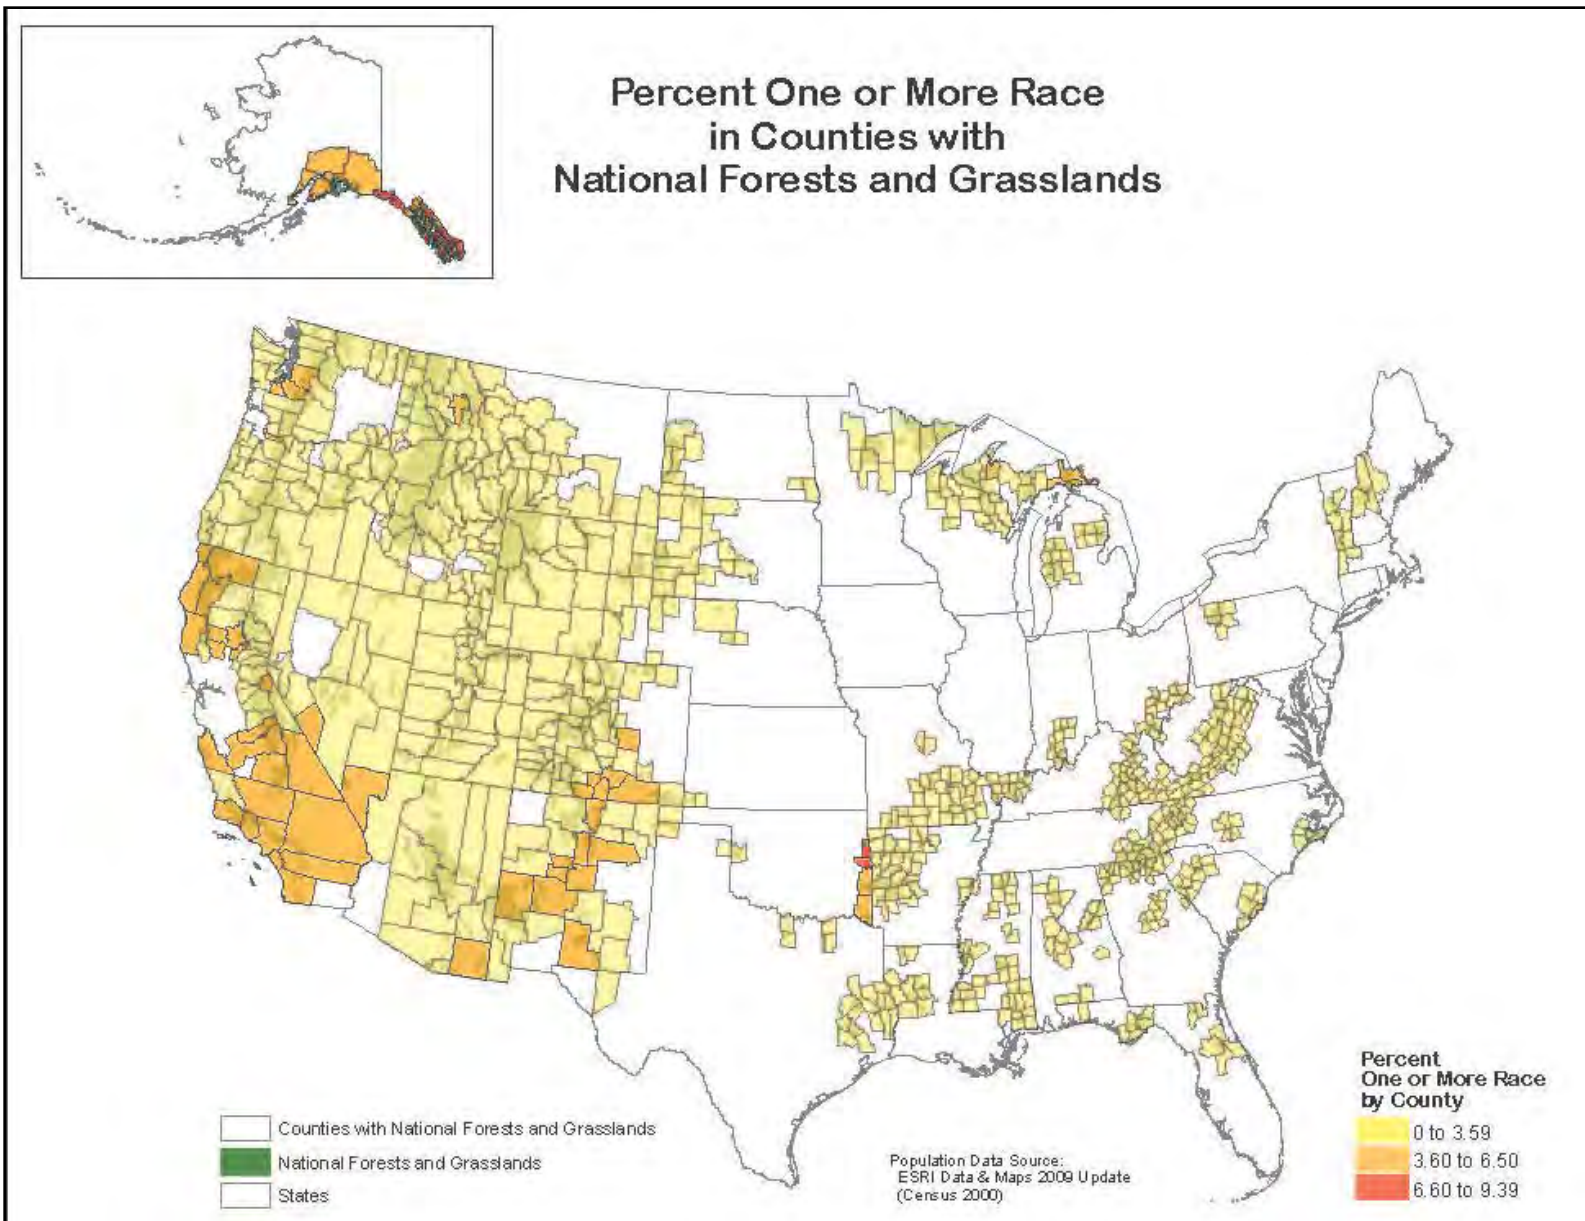 Percent One or More Race
in Counties with
National Forests and Grasslands
Counties with National Forests and Grasslands
National Forests and Grasslands
States
Population Data Source:
ESRI Data & Maps 2009 Update
(Census 2000)
Percent
One or More Race
by County
0 to 3.59
3.60 to 6.50
6.60 to 9.39